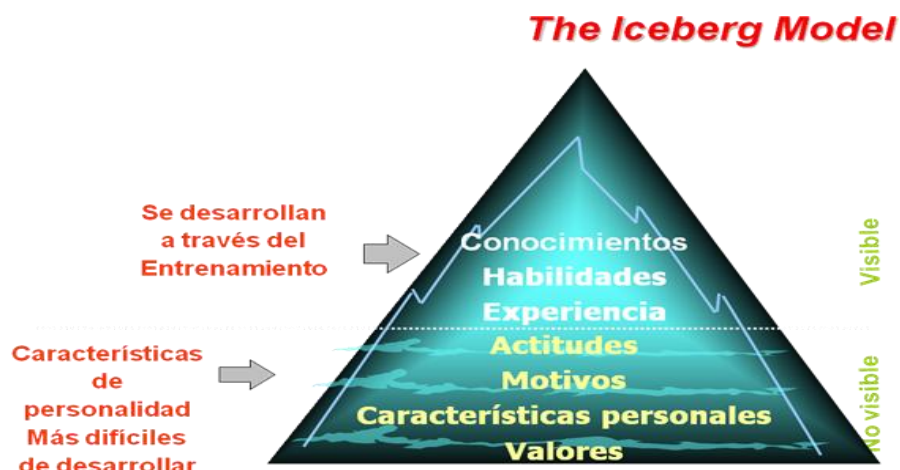 The Iceberg Model
Se desarrollan
a través del
Entrenamiento
Conocimientos
Habilidades
Experiencia
Visible
Características
de
personalidad
Más difíciles
de desarrollar
Actitudes
Motivos
Características personales
Valores
No visible